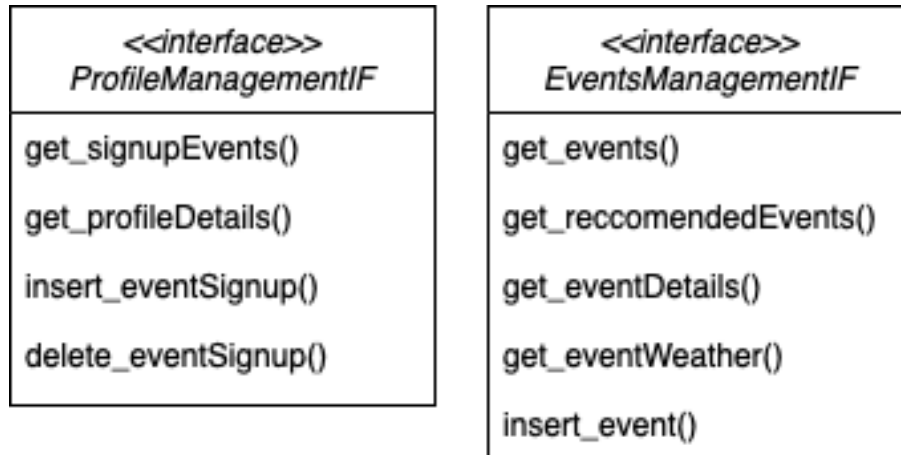 <<interface>>
ProfileManagementIF
get_signupEvents()
get_profileDetails()
insert_eventSignup()
delete_eventSignup()
<<interface>>
EventsManagementIF
get_events()
get_reccomendedEvents()
get_eventDetails()
get_eventWeather()
insert_event()